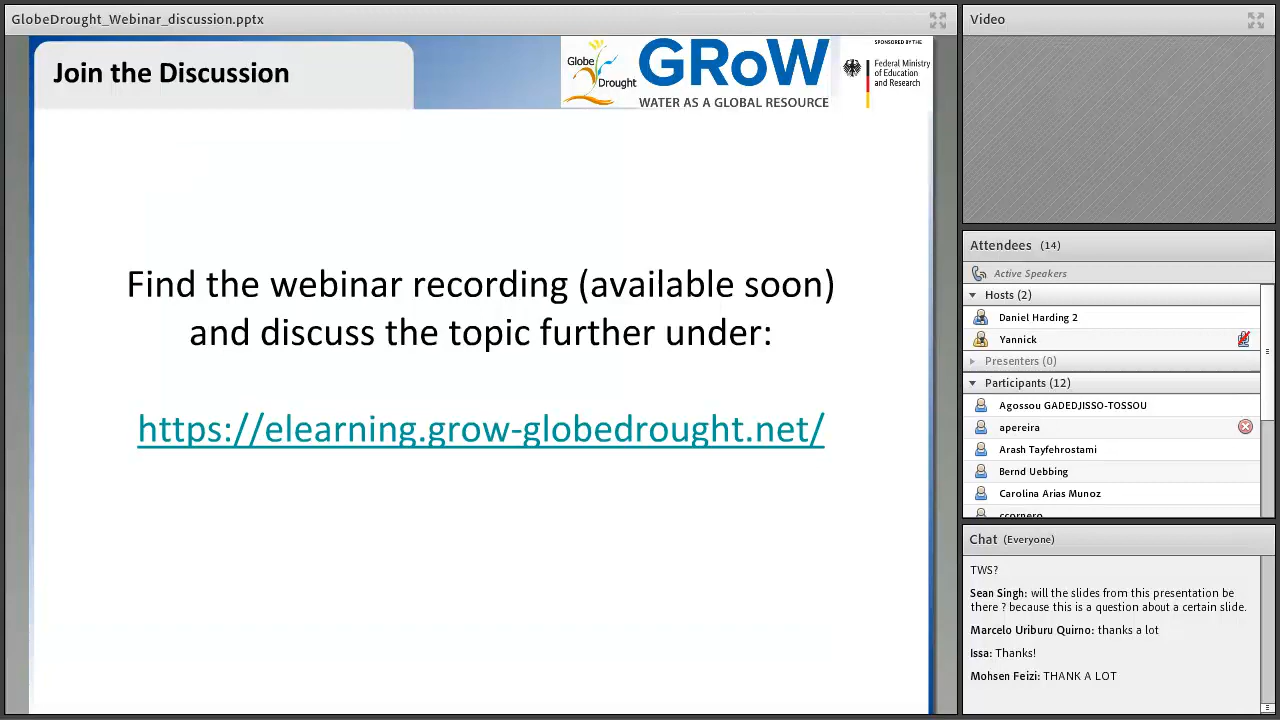 GlobeDrought_Webinar_discussion.pptx
Join the Discussion
Globe
Drought
GRoW
WATER AS A GLOBAL RESOURCE
SPONSORED BY THE
Federal Ministry
of Education
and Research
Find the webinar recording (available soon)
and discuss the topic further under:
https://elearning.grow-globedrought.net/
Video
Attendees (14)
Active Speakers
Hosts (2)
Daniel Harding 2
Yannick
Presenters (0)
Participants (12)
Agossou GADEDJISSO-TOSSOU
apereira
Arash Tayfehrostami
Bernd Uebbing
Carolina Arias Munoz
ccornero
Chat (Everyone)
TWS?
Sean Singh: will the slides from this presentation be
there ? because this is a question about a certain slide.
Marcelo Uriburu Quirno: thanks a lot
Issa: Thanks!
Mohsen Feizi: THANK A LOT